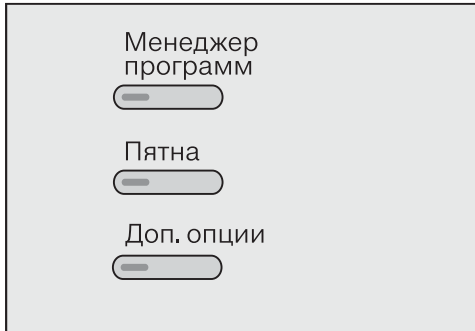 Менеджер
программ
Пятна
Доп. опции